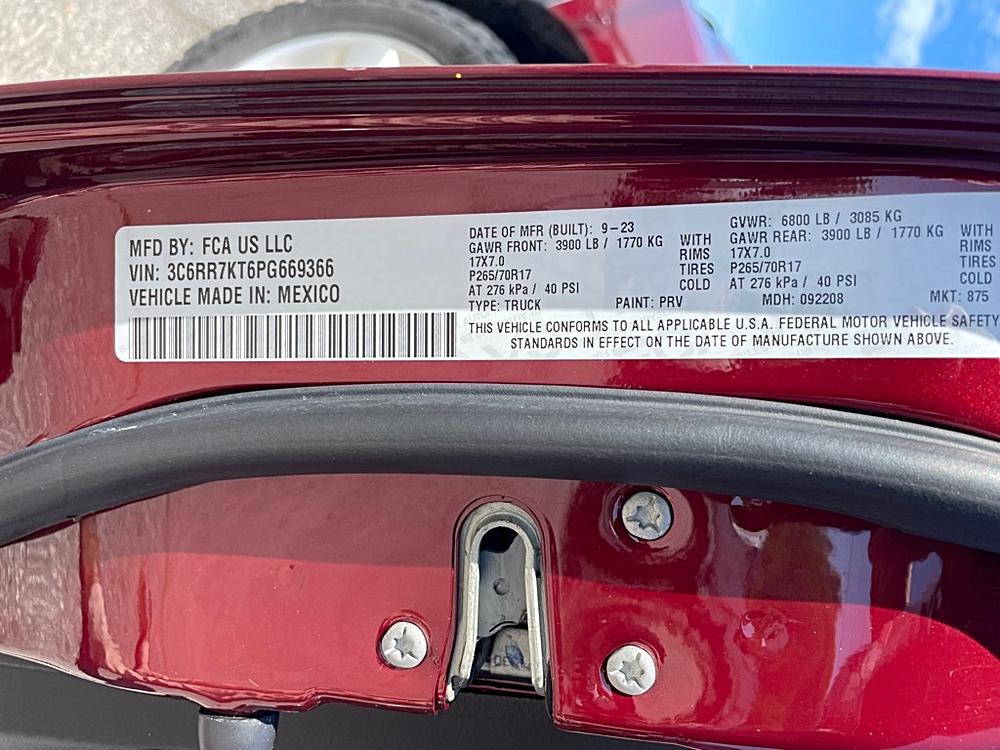 MFD BY: FCA US LLC
VIN: 3C6RR7KT6PG669366
VEHICLE MADE IN: MEXICO
DATE OF MFR (BUILT): 9-23
GAWR FRONT: 3900 LB / 1770 KG WITH
17X7.0 RIMS
P265/70R17 TIRES
AT 276 kPa / 40 PSI COLD
TYPE: TRUCK PAINT: PRV
GVWR: 6800 LB / 3085 KG
GAWR REAR: 3900 LB / 1770 KG WITH
17X7.0 RIMS
P265/70R17 TIRES
AT 276 kPa / 40 PSI COLD
MDH: 092208 MKT: 875
THIS VEHICLE CONFORMS TO ALL APPLICABLE U.S.A. FEDERAL MOTOR VEHICLE SAFETY
STANDARDS IN EFFECT ON THE DATE OF MANUFACTURE SHOWN ABOVE.